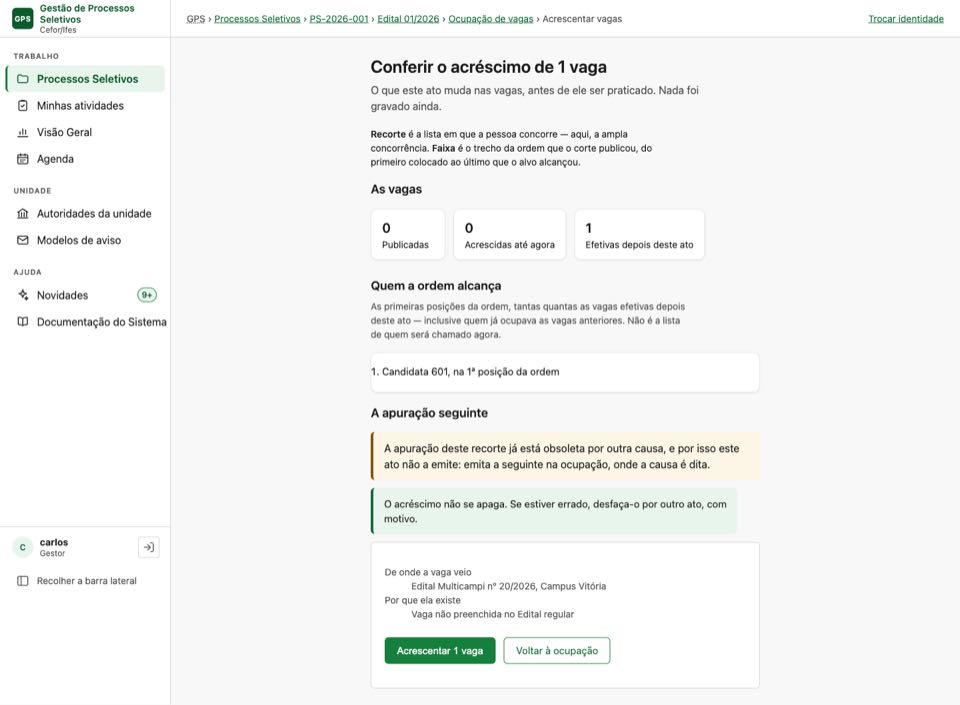 GPS
Gestão de Processos
Seletivos
Cefor/Ifes
TRABALHO
Processos Seletivos
Minhas atividades
Visão Geral
Agenda
UNIDADE
Autoridades da unidade
Modelos de aviso
AJUDA
Novidades 9+
Documentação do Sistema
C
carlos
Gestor
Recolher a barra lateral
GPS › Processos Seletivos › PS-2026-001 › Edital 01/2026 › Ocupação de vagas › Acrescentar vagas
Trocar identidade
Conferir o acréscimo de 1 vaga
O que este ato muda nas vagas, antes de ele ser praticado. Nada foi
gravado ainda.
Recorte é a lista em que a pessoa concorre — aqui, a ampla
concorrência. Faixa é o trecho da ordem que o corte publicou, do
primeiro colocado ao último que o alvo alcançou.
As vagas
0
Publicadas
0
Acrescidas até agora
1
Efetivas depois deste ato
Quem a ordem alcança
As primeiras posições da ordem, tantas quantas as vagas efetivas depois
deste ato — inclusive quem já ocupava as vagas anteriores. Não é a lista
de quem será chamado agora.
1. Candidata 601, na 1ª posição da ordem
A apuração seguinte
A apuração deste recorte já está obsoleta por outra causa, e por isso este
ato não a emite: emita a seguinte na ocupação, onde a causa é dita.
O acréscimo não se apaga. Se estiver errado, desfaça-o por outro ato, com
motivo.
De onde a vaga veio
Edital Multicampi nº 20/2026, Campus Vitória
Por que ela existe
Vaga não preenchida no Edital regular
Acrescentar 1 vaga
Voltar à ocupação